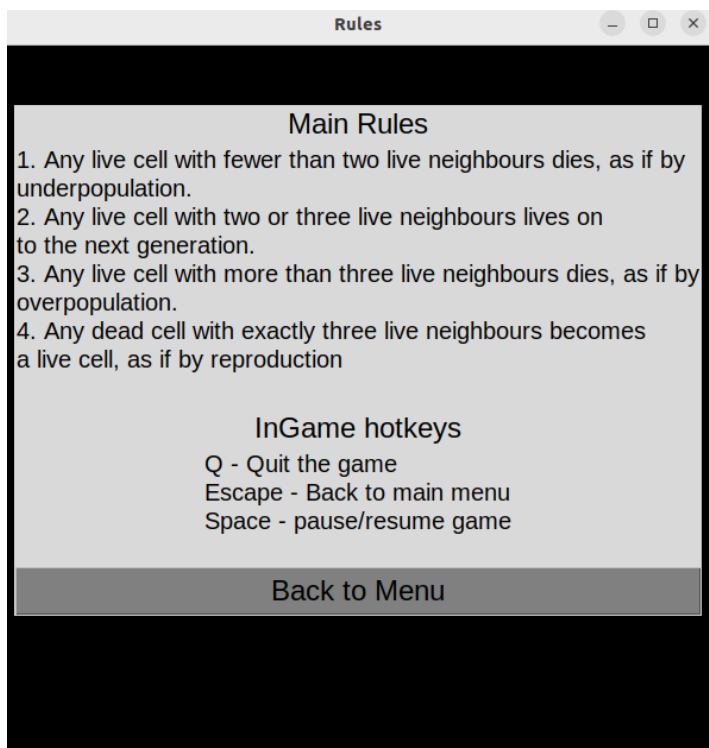 Rules
Main Rules
1. Any live cell with fewer than two live neighbours dies, as if by
underpopulation.
2. Any live cell with two or three live neighbours lives on
to the next generation.
3. Any live cell with more than three live neighbours dies, as if by
overpopulation.
4. Any dead cell with exactly three live neighbours becomes
a live cell, as if by reproduction
InGame hotkeys
Q - Quit the game
Escape - Back to main menu
Space - pause/resume game
Back to Menu